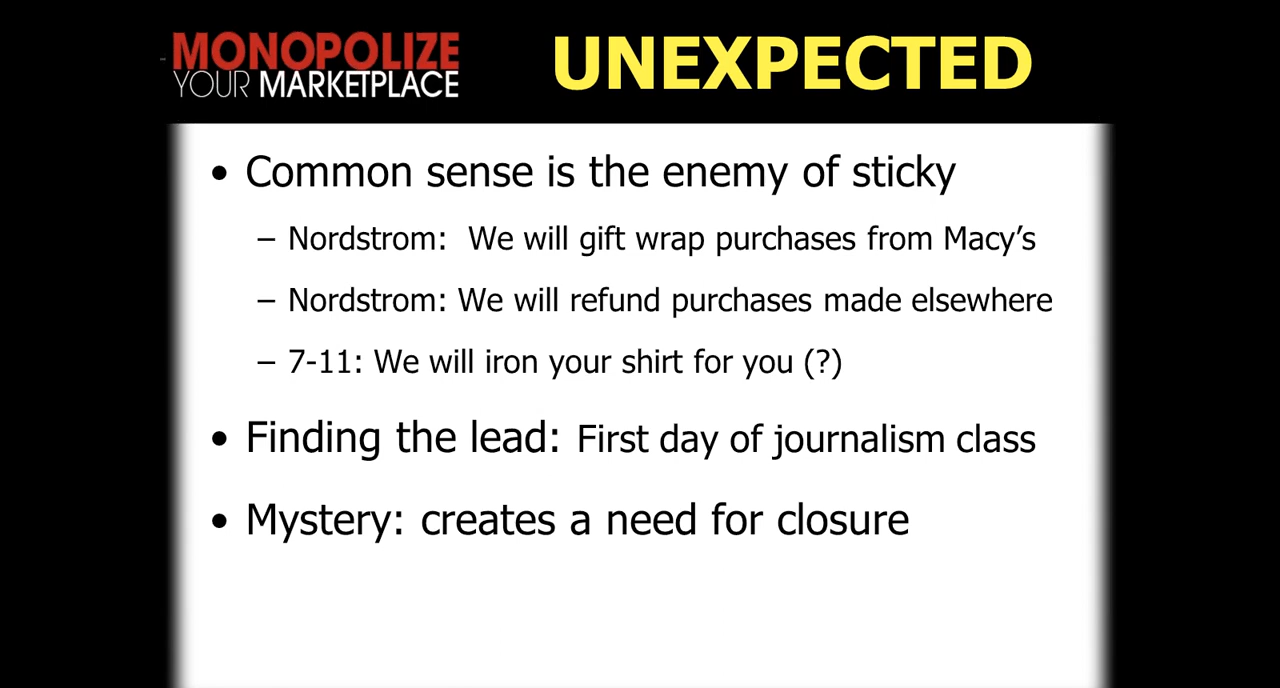 MONOPOLIZE
YOUR MARKETPLACE
UNEXPECTED
• Common sense is the enemy of sticky
– Nordstrom: We will gift wrap purchases from Macy’s
– Nordstrom: We will refund purchases made elsewhere
– 7-11: We will iron your shirt for you (?)
• Finding the lead: First day of journalism class
• Mystery: creates a need for closure